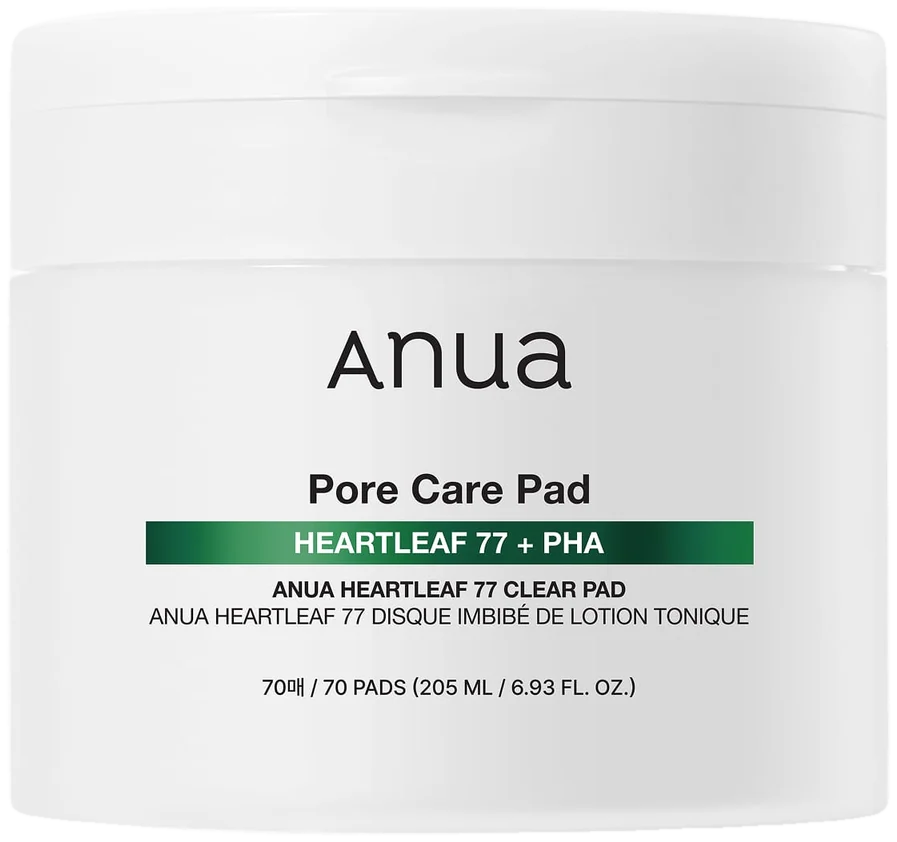 Anua
Pore Care Pad
HEARTLEAF 77 + PHA
ANUA HEARTLEAF 77 CLEAR PAD
ANUA HEARTLEAF 77 DISQUE IMBIBÉ DE LOTION TONIQUE
70매 / 70 PADS (205 ML / 6.93 FL. OZ.)